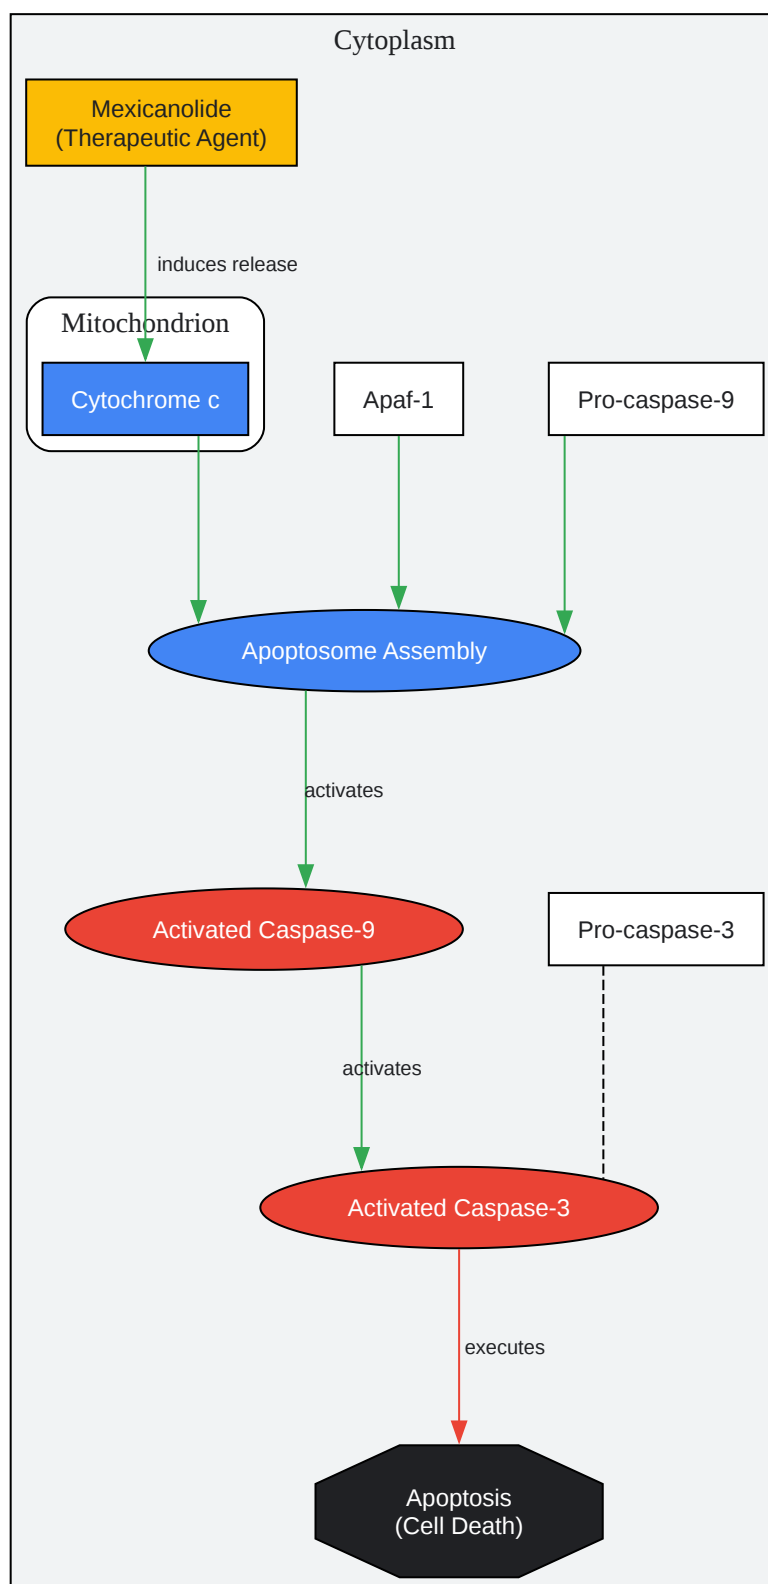 Cytoplasm
Mexicanolide
(Therapeutic Agent)
induces release
Mitochondrion
Cytochrome c
Apaf-1
Pro-caspase-9
Apoptosome Assembly
activates
Activated Caspase-9
Pro-caspase-3
activates
Activated Caspase-3
executes
Apoptosis
(Cell Death)